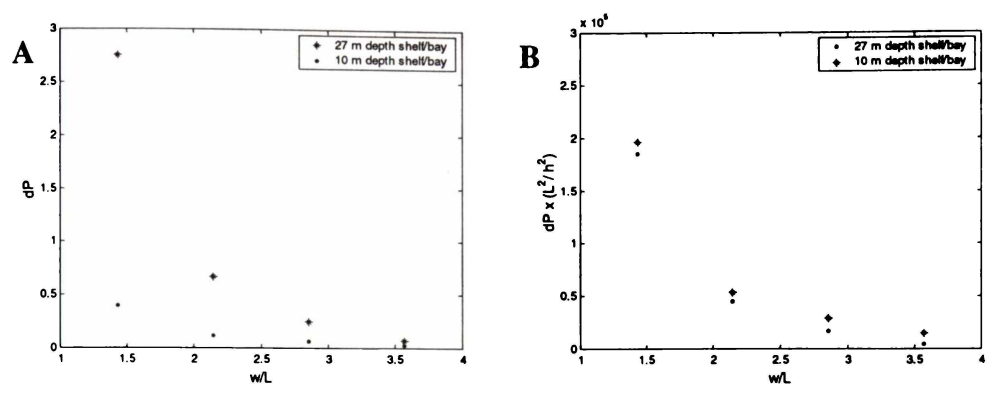 A
3
2.5
2
1.5
1
0.5
0
dP
27 m depth shelf/bay
10 m depth shelf/bay
1 1.5 2 2.5 3 3.5 4
w/L
B
x 10⁵
3
2.5
2
1.5
1
0.5
0
dP x (L²/h²)
27 m depth shelf/bay
10 m depth shelf/bay
1 1.5 2 2.5 3 3.5 4
w/L